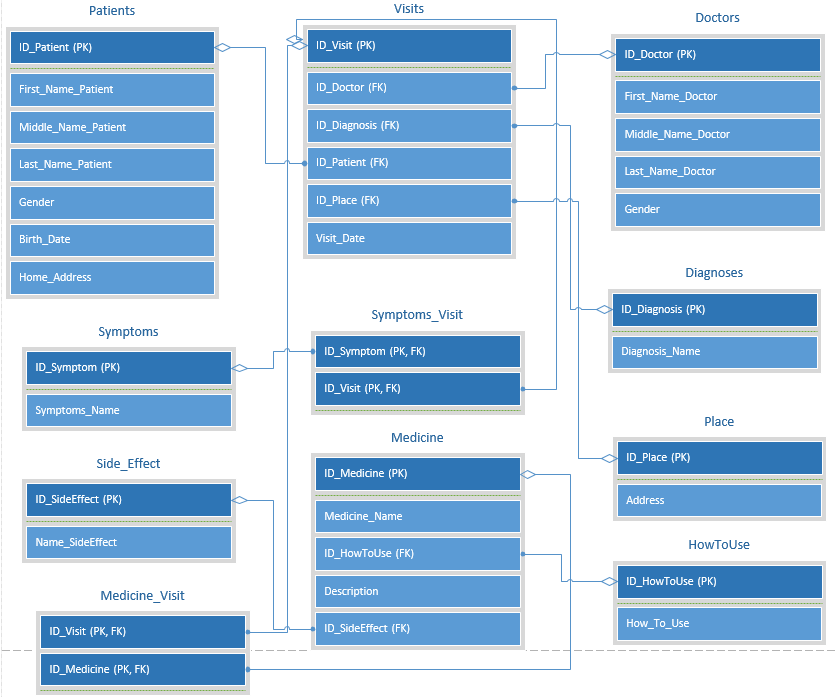 Patients
ID_Patient (PK)
First_Name_Patient
Middle_Name_Patient
Last_Name_Patient
Gender
Birth_Date
Home_Address
Visits
ID_Visit (PK)
ID_Doctor (FK)
ID_Diagnosis (FK)
ID_Patient (FK)
ID_Place (FK)
Visit_Date
Doctors
ID_Doctor (PK)
First_Name_Doctor
Middle_Name_Doctor
Last_Name_Doctor
Gender
Diagnoses
ID_Diagnosis (PK)
Diagnosis_Name
Symptoms
ID_Symptom (PK)
Symptoms_Name
Symptoms_Visit
ID_Symptom (PK, FK)
ID_Visit (PK, FK)
Place
ID_Place (PK)
Address
Side_Effect
ID_SideEffect (PK)
Name_SideEffect
Medicine
ID_Medicine (PK)
Medicine_Name
ID_HowToUse (FK)
Description
ID_SideEffect (FK)
HowToUse
ID_HowToUse (PK)
How_To_Use
Medicine_Visit
ID_Visit (PK, FK)
ID_Medicine (PK, FK)